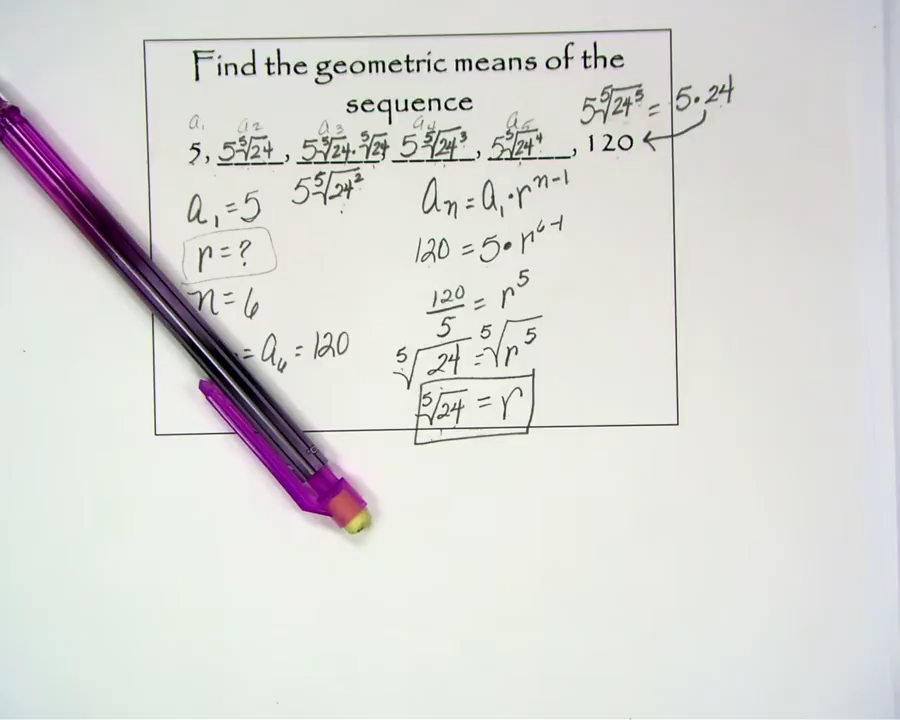 Find the geometric means of the
sequence
5⁵√24⁵ = 5·24
a₁ a₂ a₃ a₄ a₅
5, 5⁵√24, 5⁵√24·⁵√24, 5⁵√24³, 5⁵√24⁴, 120
5⁵√24²
a₁ = 5
r = ?
n = 6
= a₆ = 120
aₙ = a₁·rⁿ⁻¹
120 = 5·r⁶⁻¹
120/5 = r⁵
⁵√24 = ⁵√r⁵
⁵√24 = r